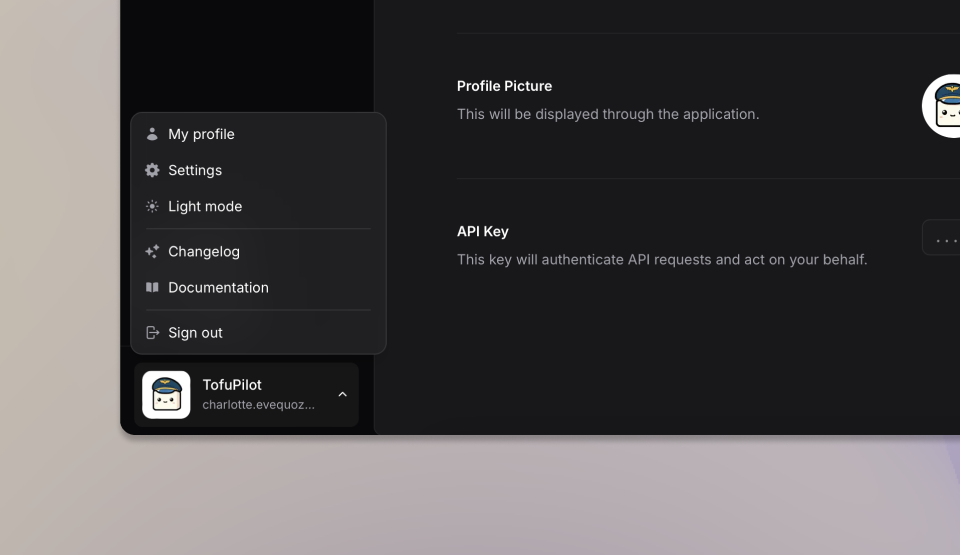 Profile Picture
This will be displayed through the application.
My profile
Settings
Light mode
API Key
This key will authenticate API requests and act on your behalf.
...
Changelog
Documentation
Sign out
TofuPilot
charlotte.evequoz...